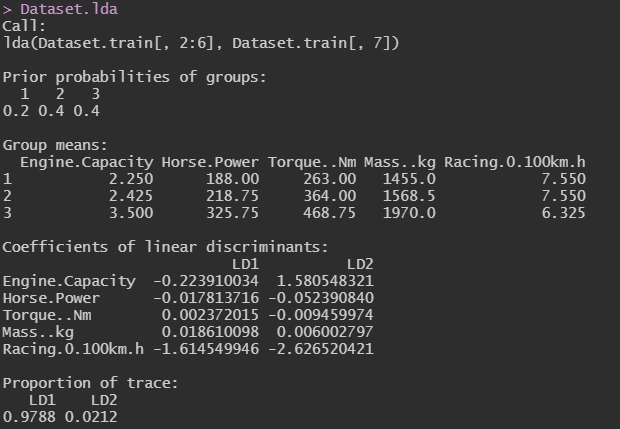 > Dataset.lda
Call:
lda(Dataset.train[, 2:6], Dataset.train[, 7])
Prior probabilities of groups:
  1   2   3
0.2 0.4 0.4
Group means:
  Engine.Capacity Horse.Power Torque..Nm Mass..kg Racing.0.100km.h
1           2.250      188.00     263.00   1455.0            7.550
2           2.425      218.75     364.00   1568.5            7.550
3           3.500      325.75     468.75   1970.0            6.325
Coefficients of linear discriminants:
                          LD1          LD2
Engine.Capacity  -0.223910034  1.580548321
Horse.Power      -0.017813716 -0.052390840
Torque..Nm        0.002372015 -0.009459974
Mass..kg          0.018610098  0.006002797
Racing.0.100km.h -1.614549946 -2.626520421
Proportion of trace:
   LD1    LD2
0.9788 0.0212